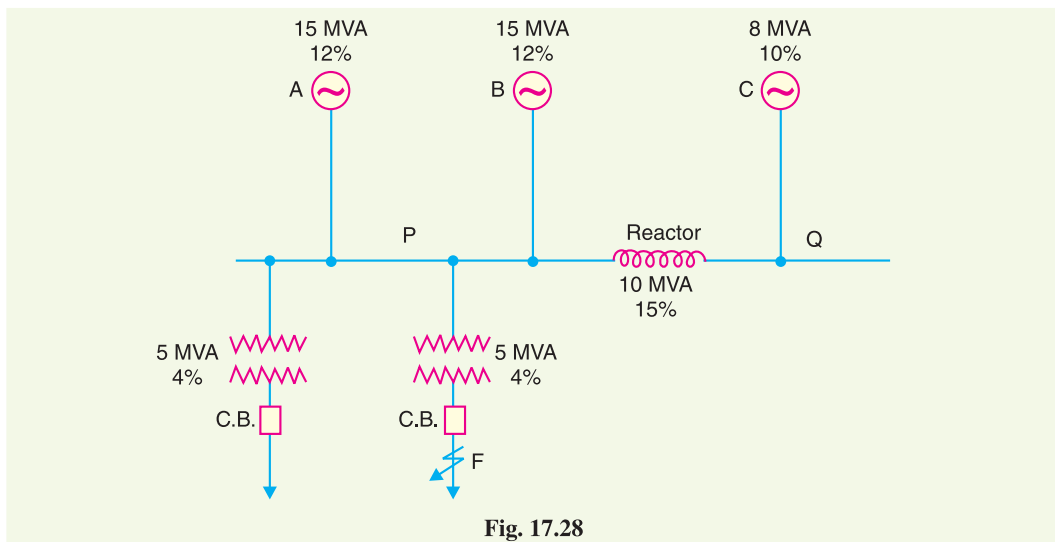 15 MVA
12%
A
15 MVA
12%
B
8 MVA
10%
C
P
Reactor
10 MVA
15%
Q
5 MVA
4%
C.B.
5 MVA
4%
C.B.
F
Fig. 17.28